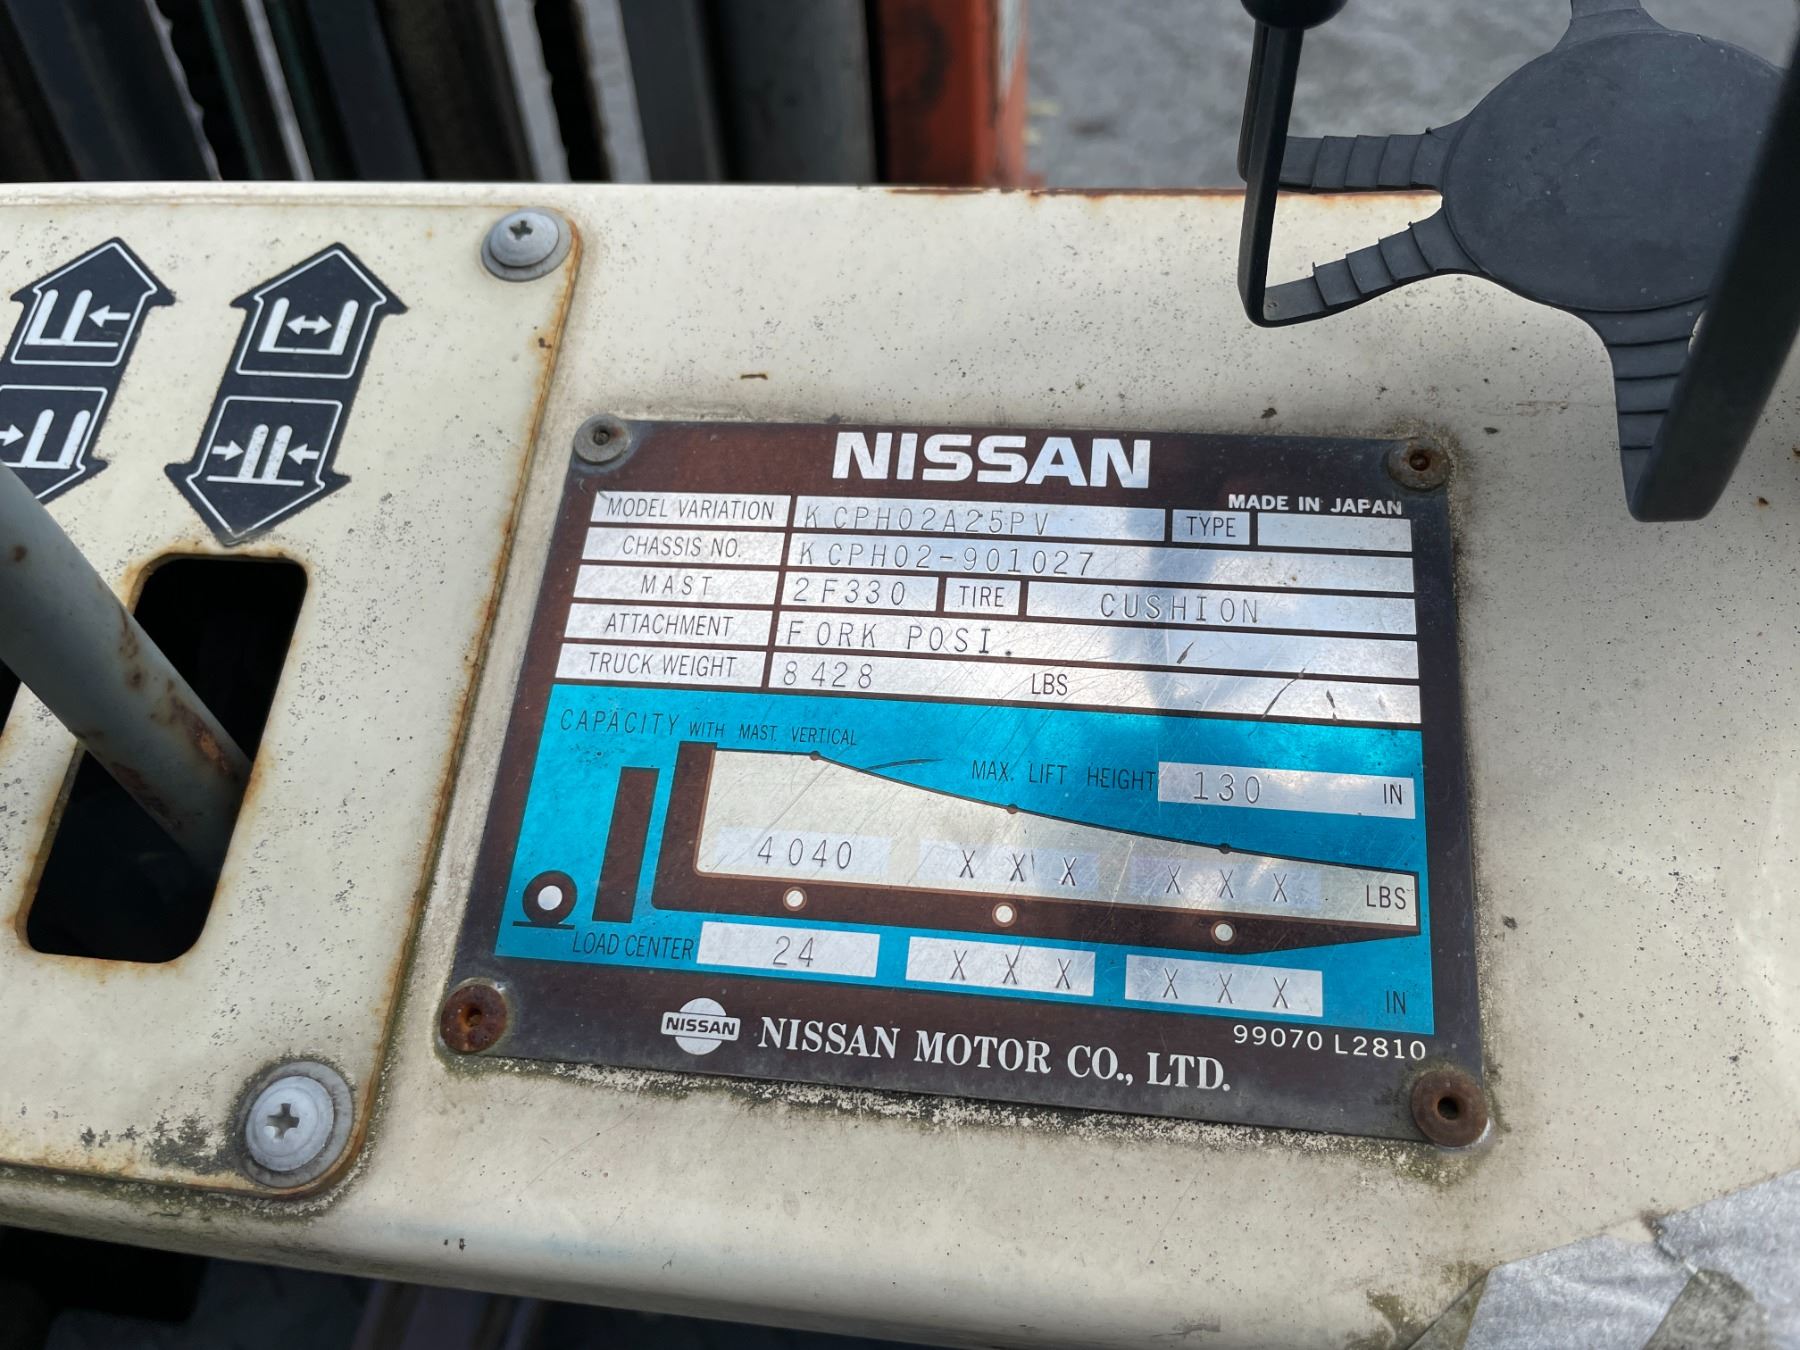 NISSAN
MADE IN JAPAN
MODEL VARIATION KCPH02A25PV TYPE
CHASSIS NO. KCPH02-901027
MAST 2F330 TIRE CUSHION
ATTACHMENT FORK POSI.
TRUCK WEIGHT 8428 LBS
CAPACITY WITH MAST VERTICAL
MAX. LIFT HEIGHT 130 IN
4040 XXX XXX LBS
LOAD CENTER 24 XXX XXX IN
99070 L2810
NISSAN NISSAN MOTOR CO., LTD.